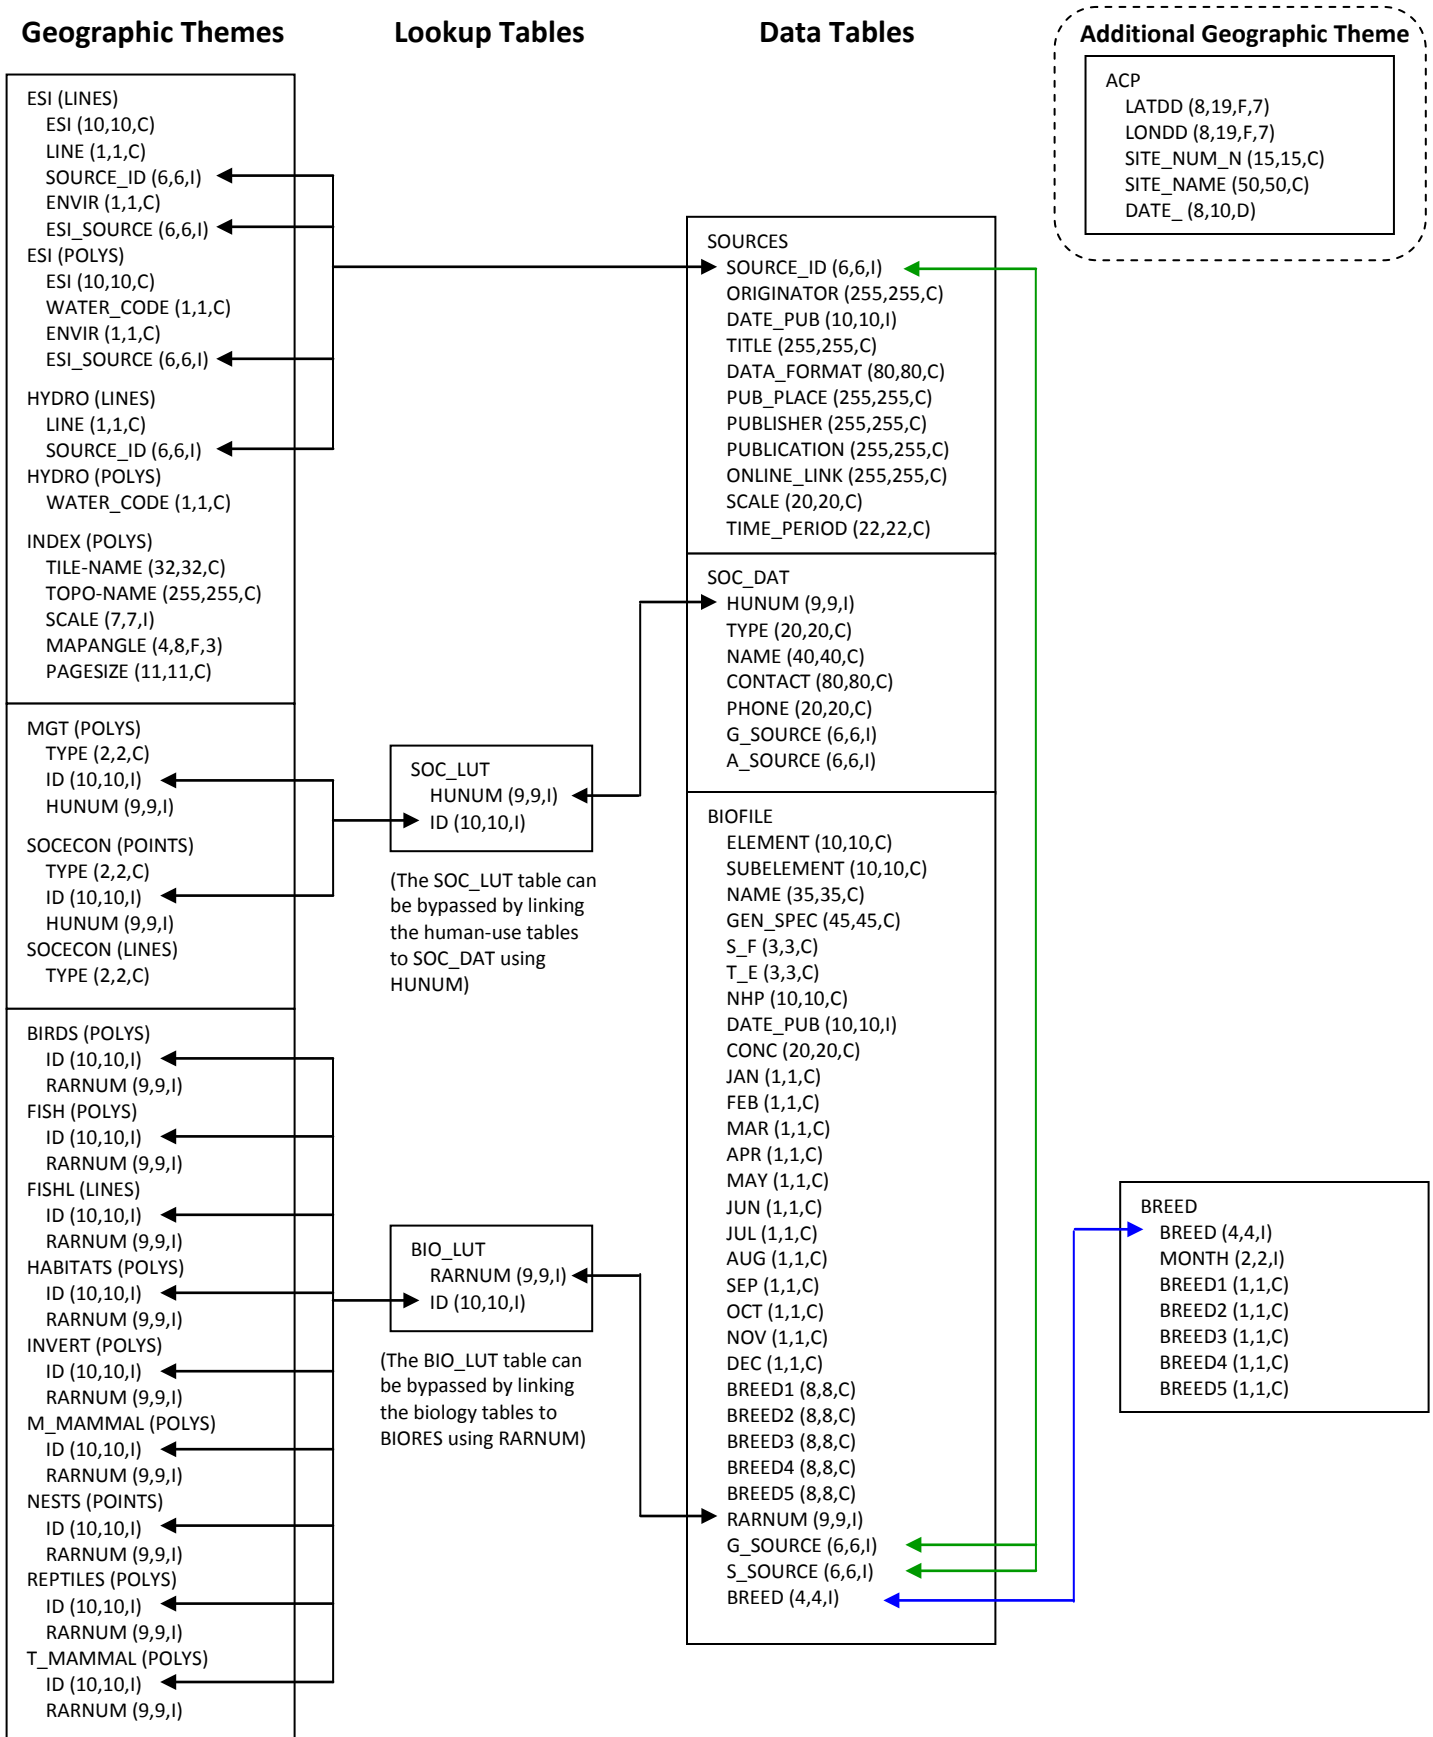 Geographic Themes
ESI (LINES)
ESI (10,10,C)
LINE (1,1,C)
SOURCE_ID (6,6,I)
ENVIR (1,1,C)
ESI_SOURCE (6,6,I)
ESI (POLYS)
ESI (10,10,C)
WATER_CODE (1,1,C)
ENVIR (1,1,C)
ESI_SOURCE (6,6,I)
HYDRO (LINES)
LINE (1,1,C)
SOURCE_ID (6,6,I)
HYDRO (POLYS)
WATER_CODE (1,1,C)
INDEX (POLYS)
TILE-NAME (32,32,C)
TOPO-NAME (255,255,C)
SCALE (7,7,I)
MAPANGLE (4,8,F,3)
PAGESIZE (11,11,C)
MGT (POLYS)
TYPE (2,2,C)
ID (10,10,I)
HUNUM (9,9,I)
SOCECON (POINTS)
TYPE (2,2,C)
ID (10,10,I)
HUNUM (9,9,I)
SOCECON (LINES)
TYPE (2,2,C)
BIRDS (POLYS)
ID (10,10,I)
RARNUM (9,9,I)
FISH (POLYS)
ID (10,10,I)
RARNUM (9,9,I)
FISHL (LINES)
ID (10,10,I)
RARNUM (9,9,I)
HABITATS (POLYS)
ID (10,10,I)
RARNUM (9,9,I)
INVERT (POLYS)
ID (10,10,I)
RARNUM (9,9,I)
M_MAMMAL (POLYS)
ID (10,10,I)
RARNUM (9,9,I)
NESTS (POINTS)
ID (10,10,I)
RARNUM (9,9,I)
REPTILES (POLYS)
ID (10,10,I)
RARNUM (9,9,I)
T_MAMMAL (POLYS)
ID (10,10,I)
RARNUM (9,9,I)
Lookup Tables
SOC_LUT
HUNUM (9,9,I)
ID (10,10,I)
(The SOC_LUT table can
be bypassed by linking
the human-use tables
to SOC_DAT using
HUNUM)
BIO_LUT
RARNUM (9,9,I)
ID (10,10,I)
(The BIO_LUT table can
be bypassed by linking
the biology tables to
BIORES using RARNUM)
Data Tables
SOURCES
SOURCE_ID (6,6,I)
ORIGINATOR (255,255,C)
DATE_PUB (10,10,I)
TITLE (255,255,C)
DATA_FORMAT (80,80,C)
PUB_PLACE (255,255,C)
PUBLISHER (255,255,C)
PUBLICATION (255,255,C)
ONLINE_LINK (255,255,C)
SCALE (20,20,C)
TIME_PERIOD (22,22,C)
SOC_DAT
HUNUM (9,9,I)
TYPE (20,20,C)
NAME (40,40,C)
CONTACT (80,80,C)
PHONE (20,20,C)
G_SOURCE (6,6,I)
A_SOURCE (6,6,I)
BIOFILE
ELEMENT (10,10,C)
SUBELEMENT (10,10,C)
NAME (35,35,C)
GEN_SPEC (45,45,C)
S_F (3,3,C)
T_E (3,3,C)
NHP (10,10,C)
DATE_PUB (10,10,I)
CONC (20,20,C)
JAN (1,1,C)
FEB (1,1,C)
MAR (1,1,C)
APR (1,1,C)
MAY (1,1,C)
JUN (1,1,C)
JUL (1,1,C)
AUG (1,1,C)
SEP (1,1,C)
OCT (1,1,C)
NOV (1,1,C)
DEC (1,1,C)
BREED1 (8,8,C)
BREED2 (8,8,C)
BREED3 (8,8,C)
BREED4 (8,8,C)
BREED5 (8,8,C)
RARNUM (9,9,I)
G_SOURCE (6,6,I)
S_SOURCE (6,6,I)
BREED (4,4,I)
Additional Geographic Theme
ACP
LATDD (8,19,F,7)
LONDD (8,19,F,7)
SITE_NUM_N (15,15,C)
SITE_NAME (50,50,C)
DATE_ (8,10,D)
BREED
BREED (4,4,I)
MONTH (2,2,I)
BREED1 (1,1,C)
BREED2 (1,1,C)
BREED3 (1,1,C)
BREED4 (1,1,C)
BREED5 (1,1,C)